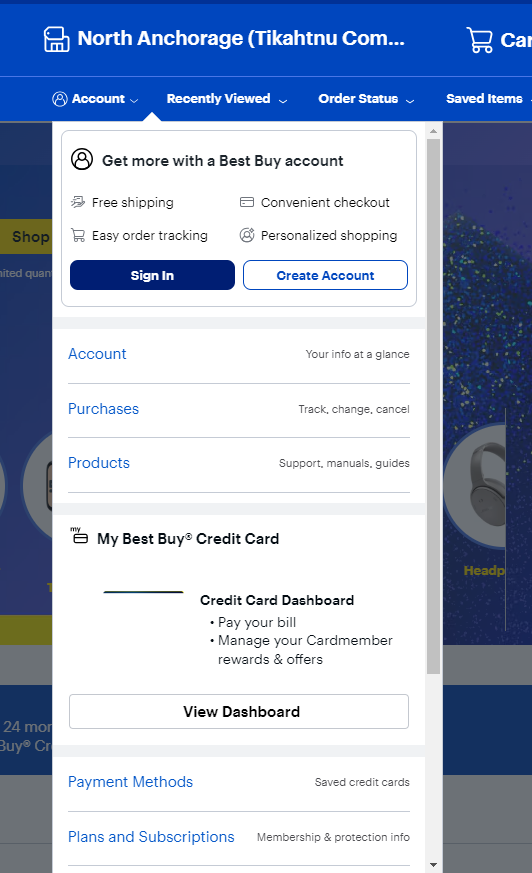 North Anchorage (Tikahtnu Com...
Car
Account
Recently Viewed
Order Status
Saved Items
Get more with a Best Buy account
Free shipping
Convenient checkout
Easy order tracking
Personalized shopping
Sign In
Create Account
Shop
ited quan
Account
Your info at a glance
Purchases
Track, change, cancel
Products
Support, manuals, guides
Headp
my
My Best Buy® Credit Card
Credit Card Dashboard
• Pay your bill
• Manage your Cardmember
rewards & offers
View Dashboard
24 mon
Buy® Cr
Payment Methods
Saved credit cards
Plans and Subscriptions
Membership & protection info